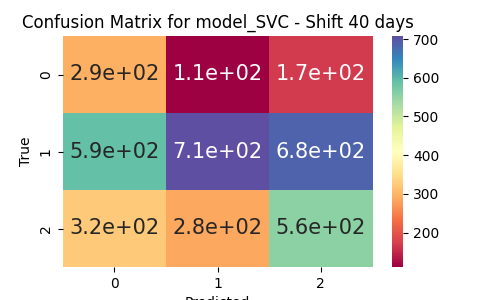 Confusion Matrix for model_SVC - Shift 40 days
0 2.9e+02 1.1e+02 1.7e+02
1 5.9e+02 7.1e+02 6.8e+02
2 3.2e+02 2.8e+02 5.6e+02
0 1 2
Predicted
True
700
600
500
400
300
200